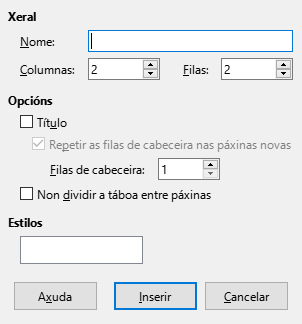 Xeral
Nome:
Columnas: 2 Filas: 2
Opcións
Título
Repetir as filas de cabeceira nas páxinas novas
Filas de cabeceira: 1
Non dividir a táboa entre páxinas
Estilos
Axuda Inserir Cancelar